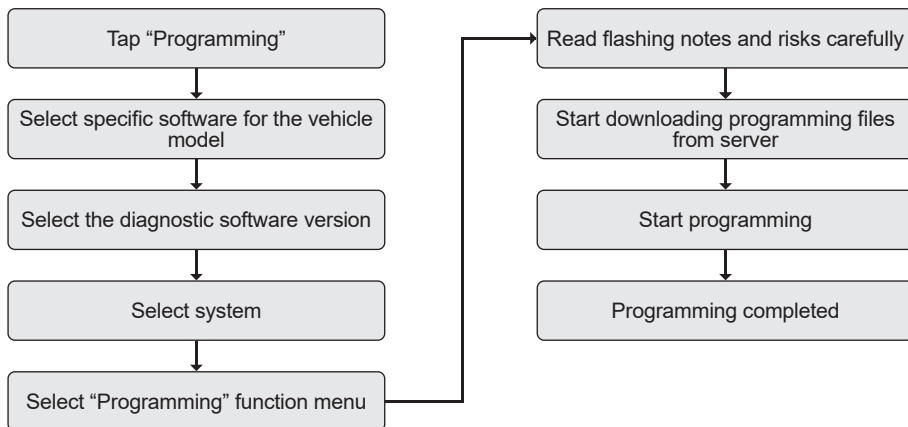 Tap “Programming”
Select specific software for the vehicle
model
Select the diagnostic software version
Select system
Select “Programming” function menu
Read flashing notes and risks carefully
Start downloading programming files
from server
Start programming
Programming completed